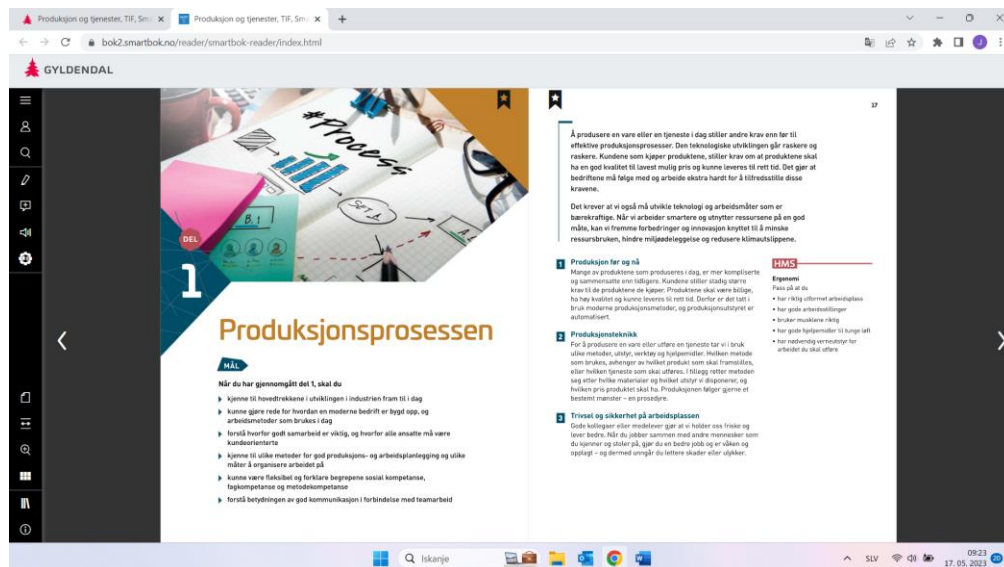 Produksjon og tjenester, TIF, Sm
Produksjon og tjenester, TIF, Sm
bok2.smartbok.no/reader/smartbok-reader/index.html
J
GYLDENDAL
#Process
SET 1
B.1
A.1
DEL
1
Produksjonsprosessen
MÅL
Når du har gjennomgått del 1, skal du
kjenne til hovedtrekkene i utviklingen i industrien fram til i dag
kunne gjøre rede for hvordan en moderne bedrift er bygd opp, og
arbeidsmetoder som brukes i dag
forstå hvorfor godt samarbeid er viktig, og hvorfor alle ansatte må være
kundeorienterte
kjenne til ulike metoder for god produksjons- og arbeidsplanlegging og ulike
måter å organisere arbeidet på
kunne være fleksibel og forklare begrepene sosial kompetanse,
fagkompetanse og metodekompetanse
forstå betydningen av god kommunikasjon i forbindelse med teamarbeid
17
Å produsere en vare eller en tjeneste i dag stiller andre krav enn før til
effektive produksjonsprosesser. Den teknologiske utviklingen går raskere og
raskere. Kundene som kjøper produktene, stiller krav om at produktene skal
ha en god kvalitet til lavest mulig pris og kunne leveres til rett tid. Det gjør at
bedriftene må følge med og arbeide ekstra hardt for å tilfredsstille disse
kravene.
Det krever at vi også må utvikle teknologi og arbeidsmåter som er
bærekraftige. Når vi arbeider smartere og utnytter ressursene på en god
måte, kan vi fremme forbedringer og innovasjon knyttet til å minske
ressursbruken, hindre miljøødeleggelse og redusere klimautslippene.
1 Produksjon før og nå
Mange av produktene som produseres i dag, er mer kompliserte
og sammensatte enn tidligere. Kundene stiller stadig større
krav til de produktene de kjøper. Produktene skal være billige,
ha høy kvalitet og kunne leveres til rett tid. Derfor er det tatt i
bruk moderne produksjonsmetoder, og produksjonsutstyret er
automatisert.
2 Produksjonsteknikk
For å produsere en vare eller utføre en tjeneste tar vi i bruk
ulike metoder, utstyr, verktøy og hjelpemidler. Hvilken metode
som brukes, avhenger av hvilket produkt som skal framstilles,
eller hvilken tjeneste som skal utføres. I tillegg retter metoden
seg etter hvilke materialer og hvilket utstyr vi disponerer, og
hvilken pris produktet skal ha. Produksjonen følger gjerne et
bestemt mønster – en prosedyre.
3 Trivsel og sikkerhet på arbeidsplassen
Gode kollegaer eller medelever gjør at vi holder oss friske og
lever bedre. Når du jobber sammen med andre mennesker som
du kjenner og stoler på, gjør du en bedre jobb og er våken og
opplagt – og dermed unngår du lettere skader eller ulykker.
HMS
Ergonomi
Pass på at du
• har riktig utformet arbeidsplass
• har gode arbeidsstillinger
• bruker musklene riktig
• har gode hjelpemidler til tunge løft
• har nødvendig verneutstyr for
arbeidet du skal utføre
Iskanje
SLV
09:23
17. 05. 2023
20